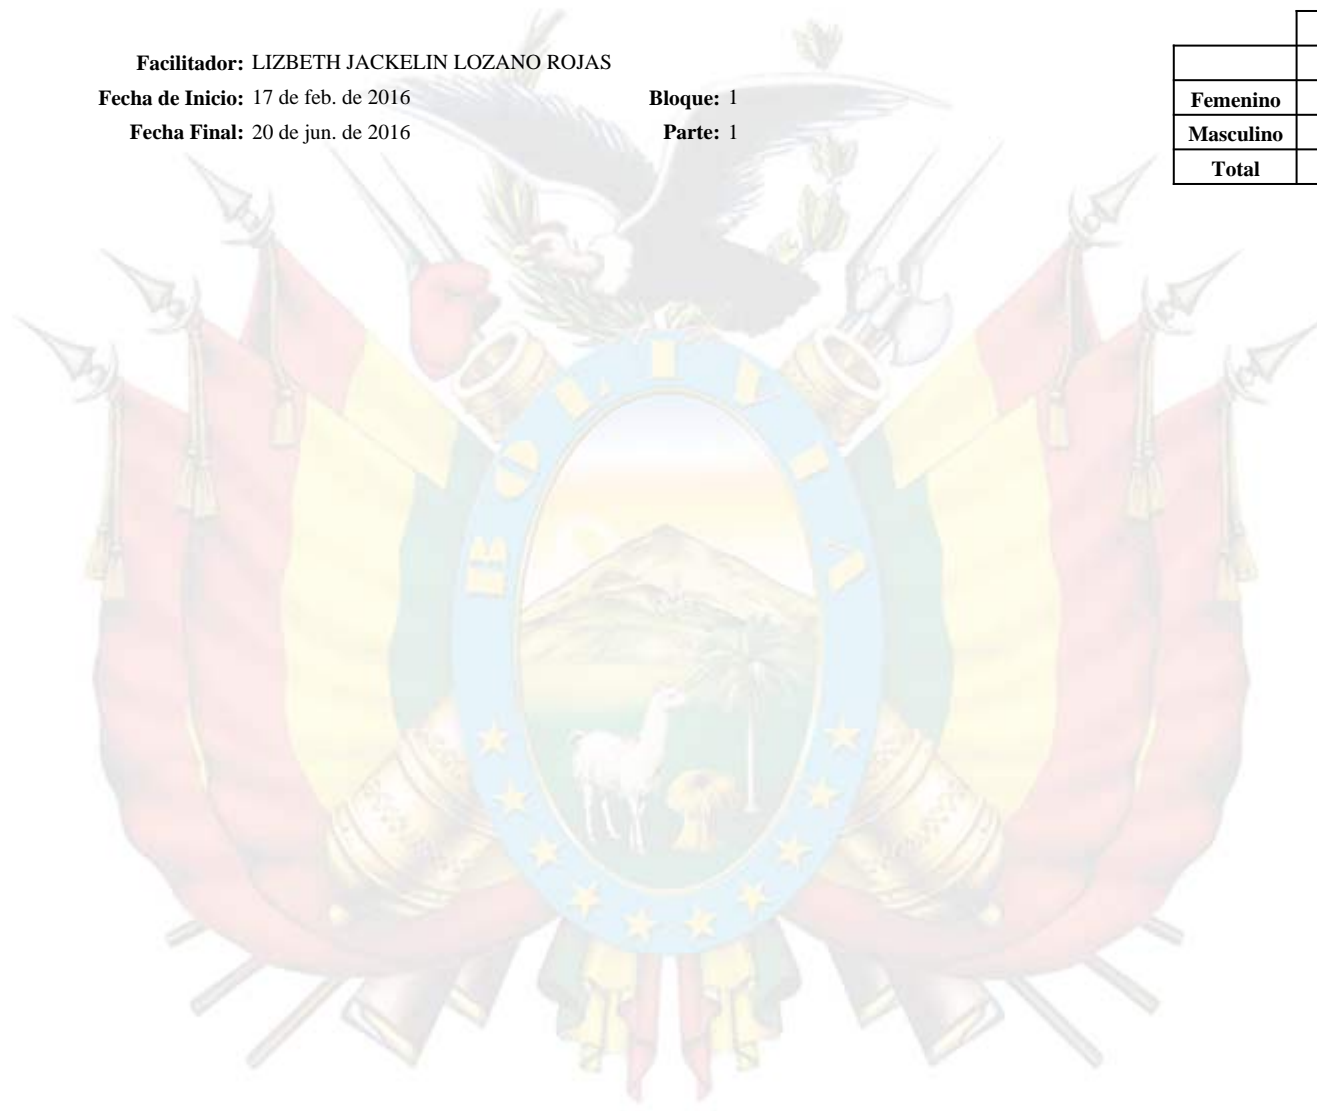 Facilitador: LIZBETH JACKELIN LOZANO ROJAS
Fecha de Inicio: 17 de feb. de 2016 Bloque: 1
Fecha Final: 20 de jun. de 2016 Parte: 1
Femenino
Masculino
Total
BOLIVIA